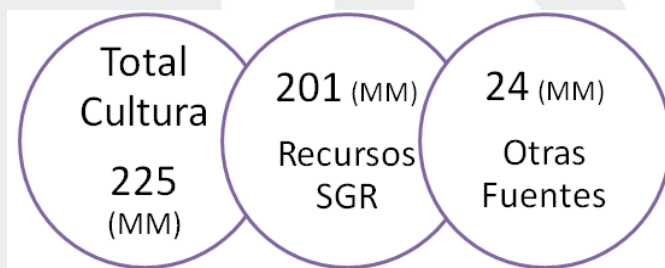 Total
Cultura
225
(MM)
201 (MM)
Recursos
SGR
24 (MM)
Otras
Fuentes